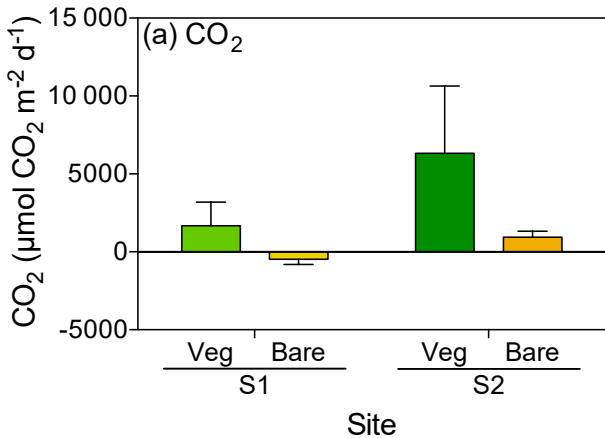 (a) CO₂
15 000
10 000
5000
0
-5000
CO₂ (µmol CO₂ m⁻² d⁻¹)
Veg Bare Veg Bare
S1 S2
Site